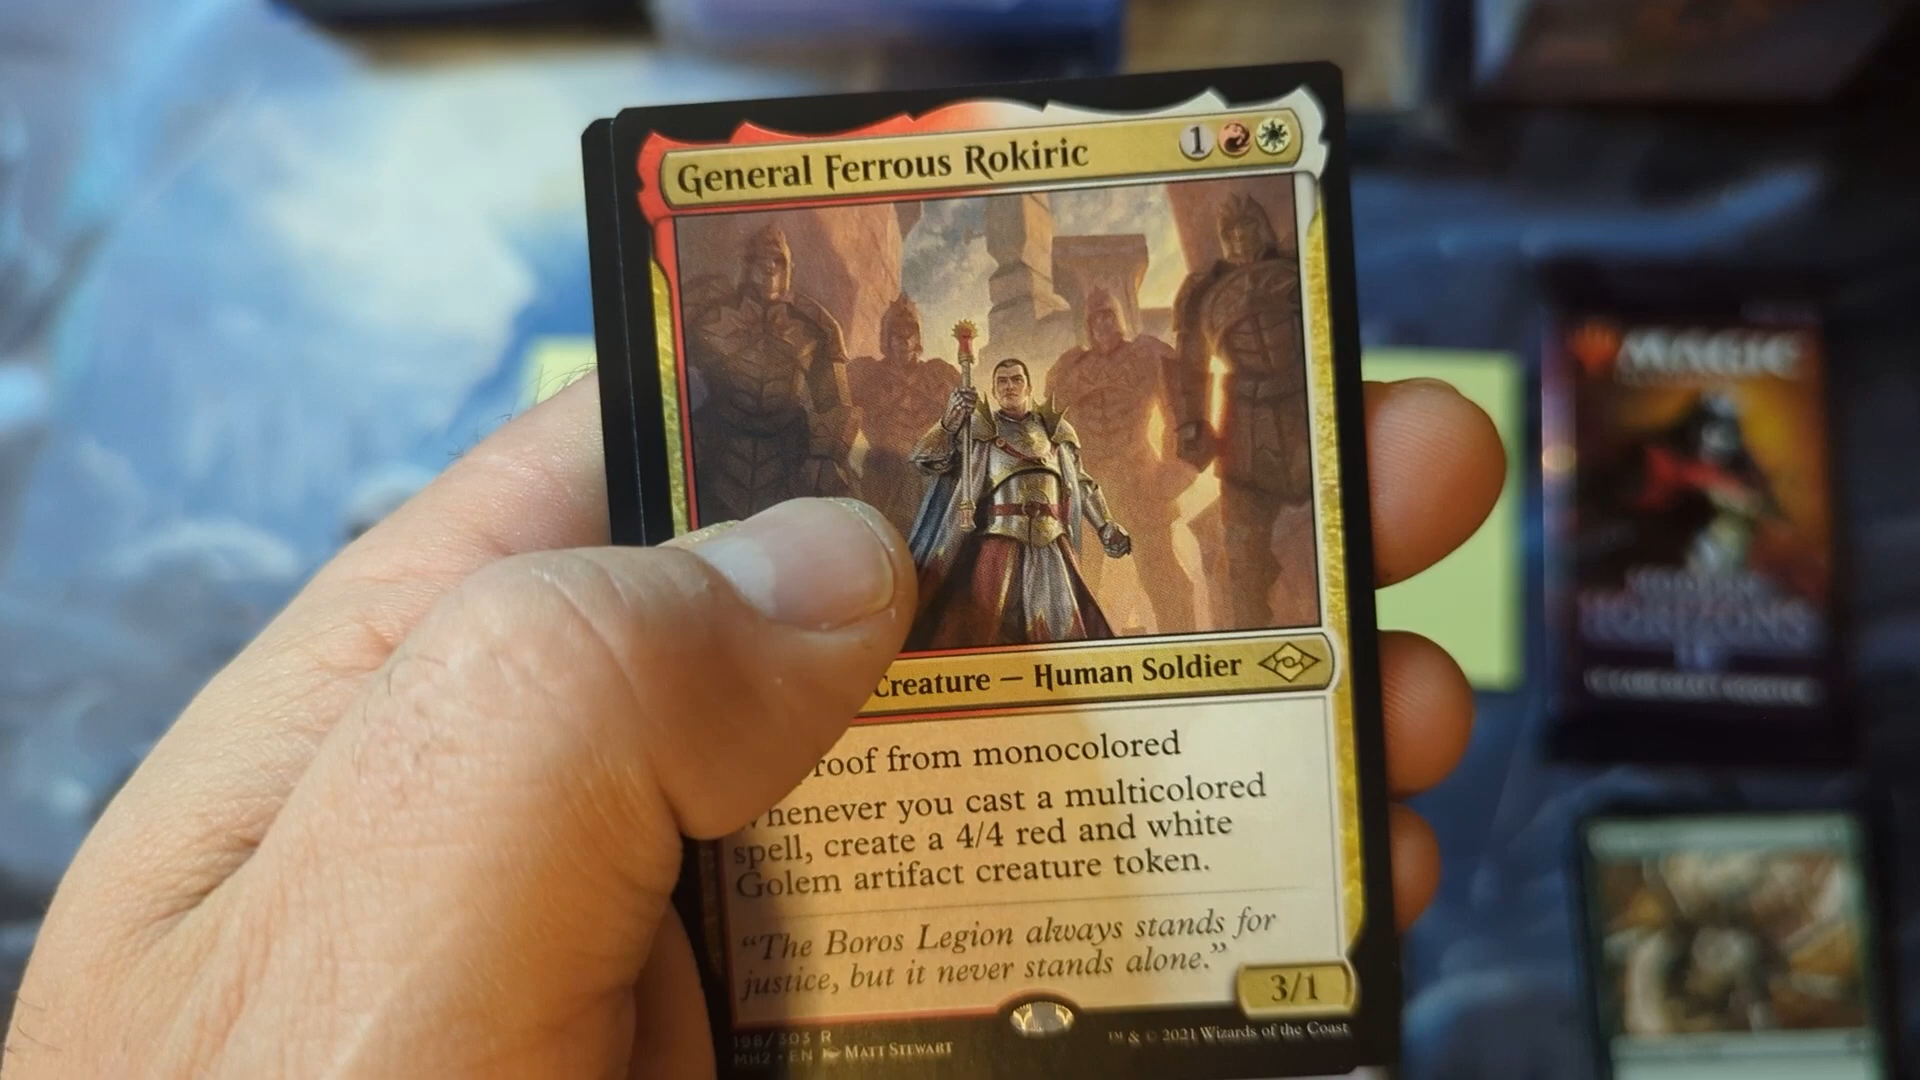 General Ferrous Rokiric
1
Creature — Human Soldier
roof from monocolored
Whenever you cast a multicolored
spell, create a 4/4 red and white
Golem artifact creature token.
“The Boros Legion always stands for
justice, but it never stands alone.”
3/1
198/303 R
MH2 • EN MATT STEWART
™ & © 2021 Wizards of the Coast
MAGIC
HORIZONS